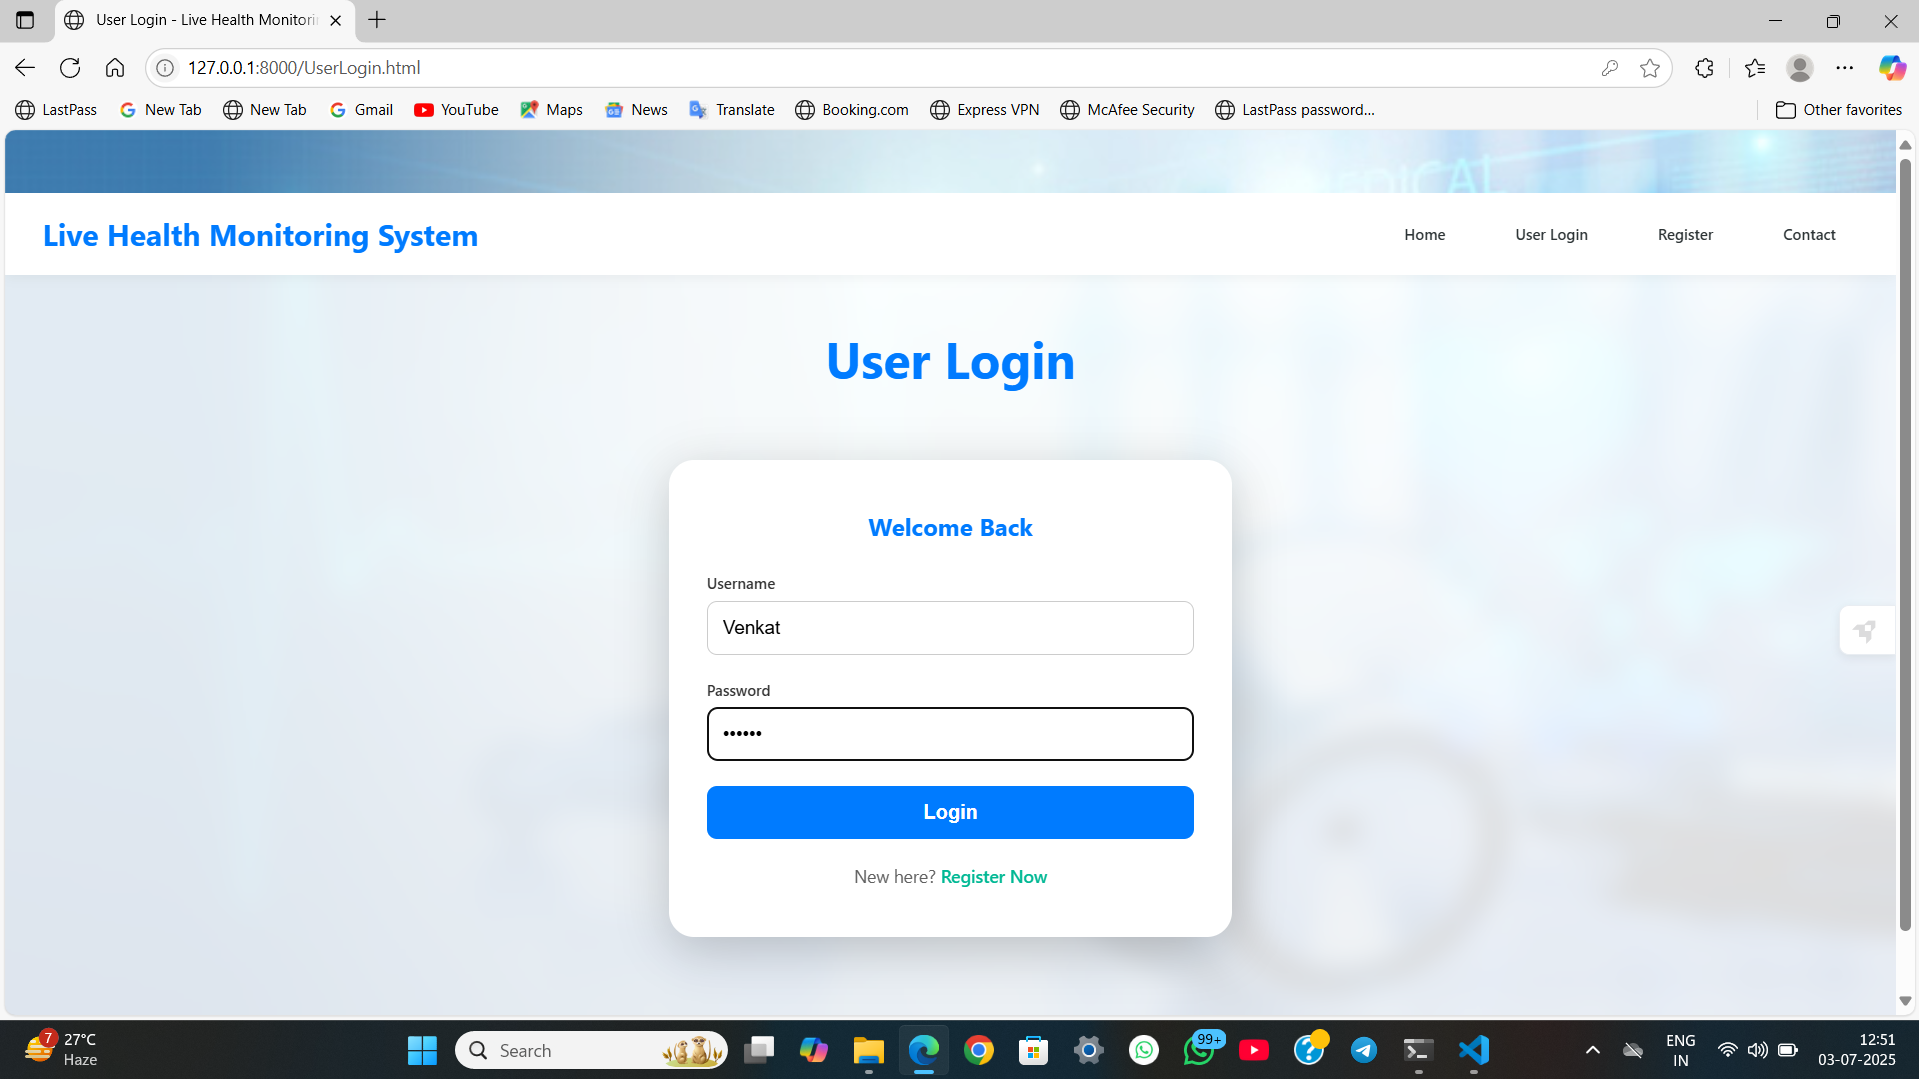 User Login - Live Health Monitorin
127.0.0.1:8000/UserLogin.html
LastPass New Tab New Tab Gmail YouTube Maps News Translate Booking.com Express VPN McAfee Security LastPass password... Other favorites
MEDICAL
Live Health Monitoring System Home User Login Register Contact
User Login
Welcome Back
Username
Venkat
Password
••••••
Login
New here? Register Now
7 27°C
Haze
Search
99+
ENG
IN
12:51
03-07-2025